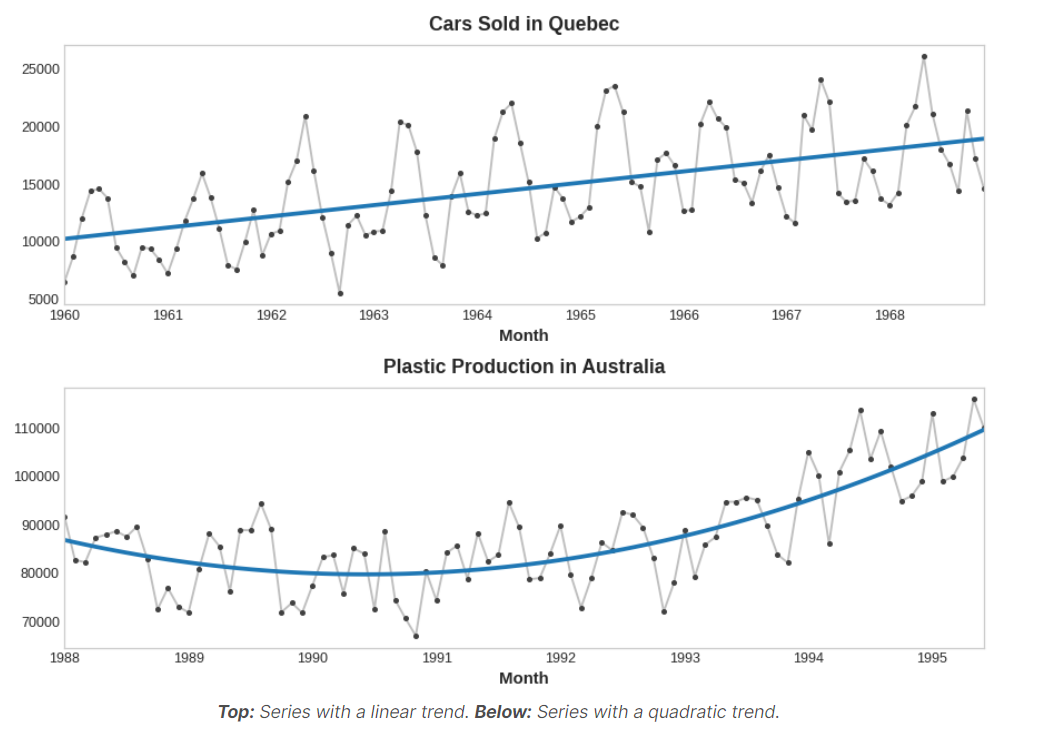 Cars Sold in Quebec
25000
20000
15000
10000
5000
1960 1961 1962 1963 1964 1965 1966 1967 1968
Month
Plastic Production in Australia
110000
100000
90000
80000
70000
1988 1989 1990 1991 1992 1993 1994 1995
Month
Top: Series with a linear trend. Below: Series with a quadratic trend.